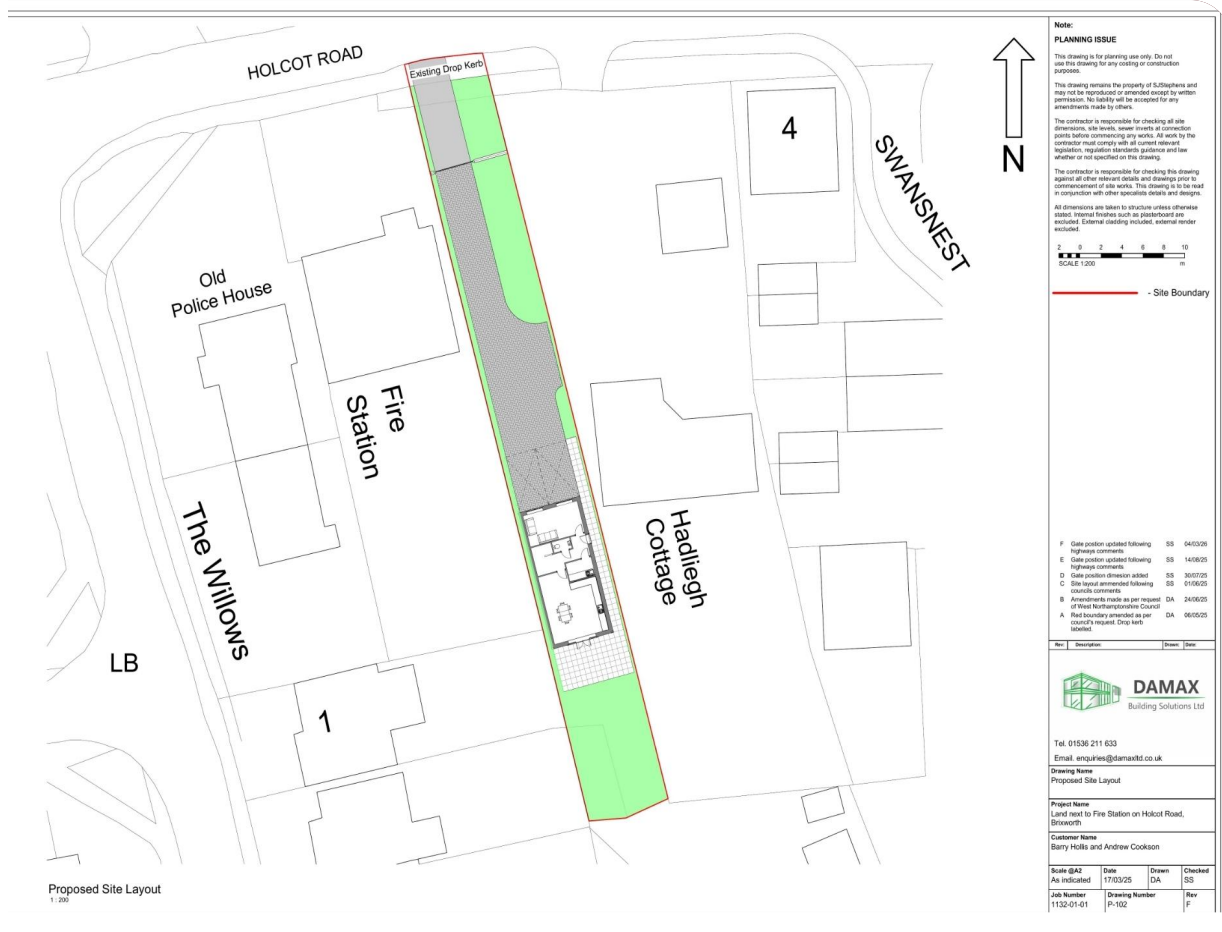 HOLCOT ROAD
Existing Drop Kerb
4
N
SWANSNEST
Old
Police House
Fire
Station
The Willows
Hadliegh
Cottage
LB
1
Proposed Site Layout
1 : 200
Note:
PLANNING ISSUE
This drawing is for planning use only. Do not
use this drawing for any costing or construction
purposes.
This drawing remains the property of SJStephens and
may not be reproduced or amended except by written
permission. No liability will be accepted for any
amendments made by others.
The contractor is responsible for checking all site
dimensions, site levels, sewer inverts at connection
points before commencing any works. All work by the
contractor must comply with all current relevant
legislation, regulation standards guidance and law
whether or not specified on this drawing.
The contractor is responsible for checking this drawing
against all other relevant details and drawings prior to
commencement of site works. This drawing is to be read
in conjunction with other specalists details and designs.
All dimensions are taken to structure unless otherwise
stated. Internal finishes such as plasterboard are
excluded. External cladding included, external render
excluded.
2 0 2 4 6 8 10
SCALE 1:200 m
- Site Boundary
F Gate postion updated following SS 04/03/26
highways comments
E Gate postion updated following SS 14/08/25
highways comments
D Gate position dimesion added SS 30/07/25
C Site layout ammended following SS 01/06/25
councils comments
B Amendments made as per request DA 24/06/25
of West Northamptonshire Council
A Red boundary amended as per DA 06/05/25
council's request. Drop kerb
labelled.
Rev: Description: Drawn: Date:
DAMAX
Building Solutions Ltd
Tel. 01536 211 633
Email. enquiries@damaxltd.co.uk
Drawing Name
Proposed Site Layout
Project Name
Land next to Fire Station on Holcot Road,
Brixworth
Customer Name
Barry Hollis and Andrew Cookson
Scale @A2 Date Drawn Checked
As indicated 17/03/25 DA SS
Job Number Drawing Number Rev
1132-01-01 P-102 F